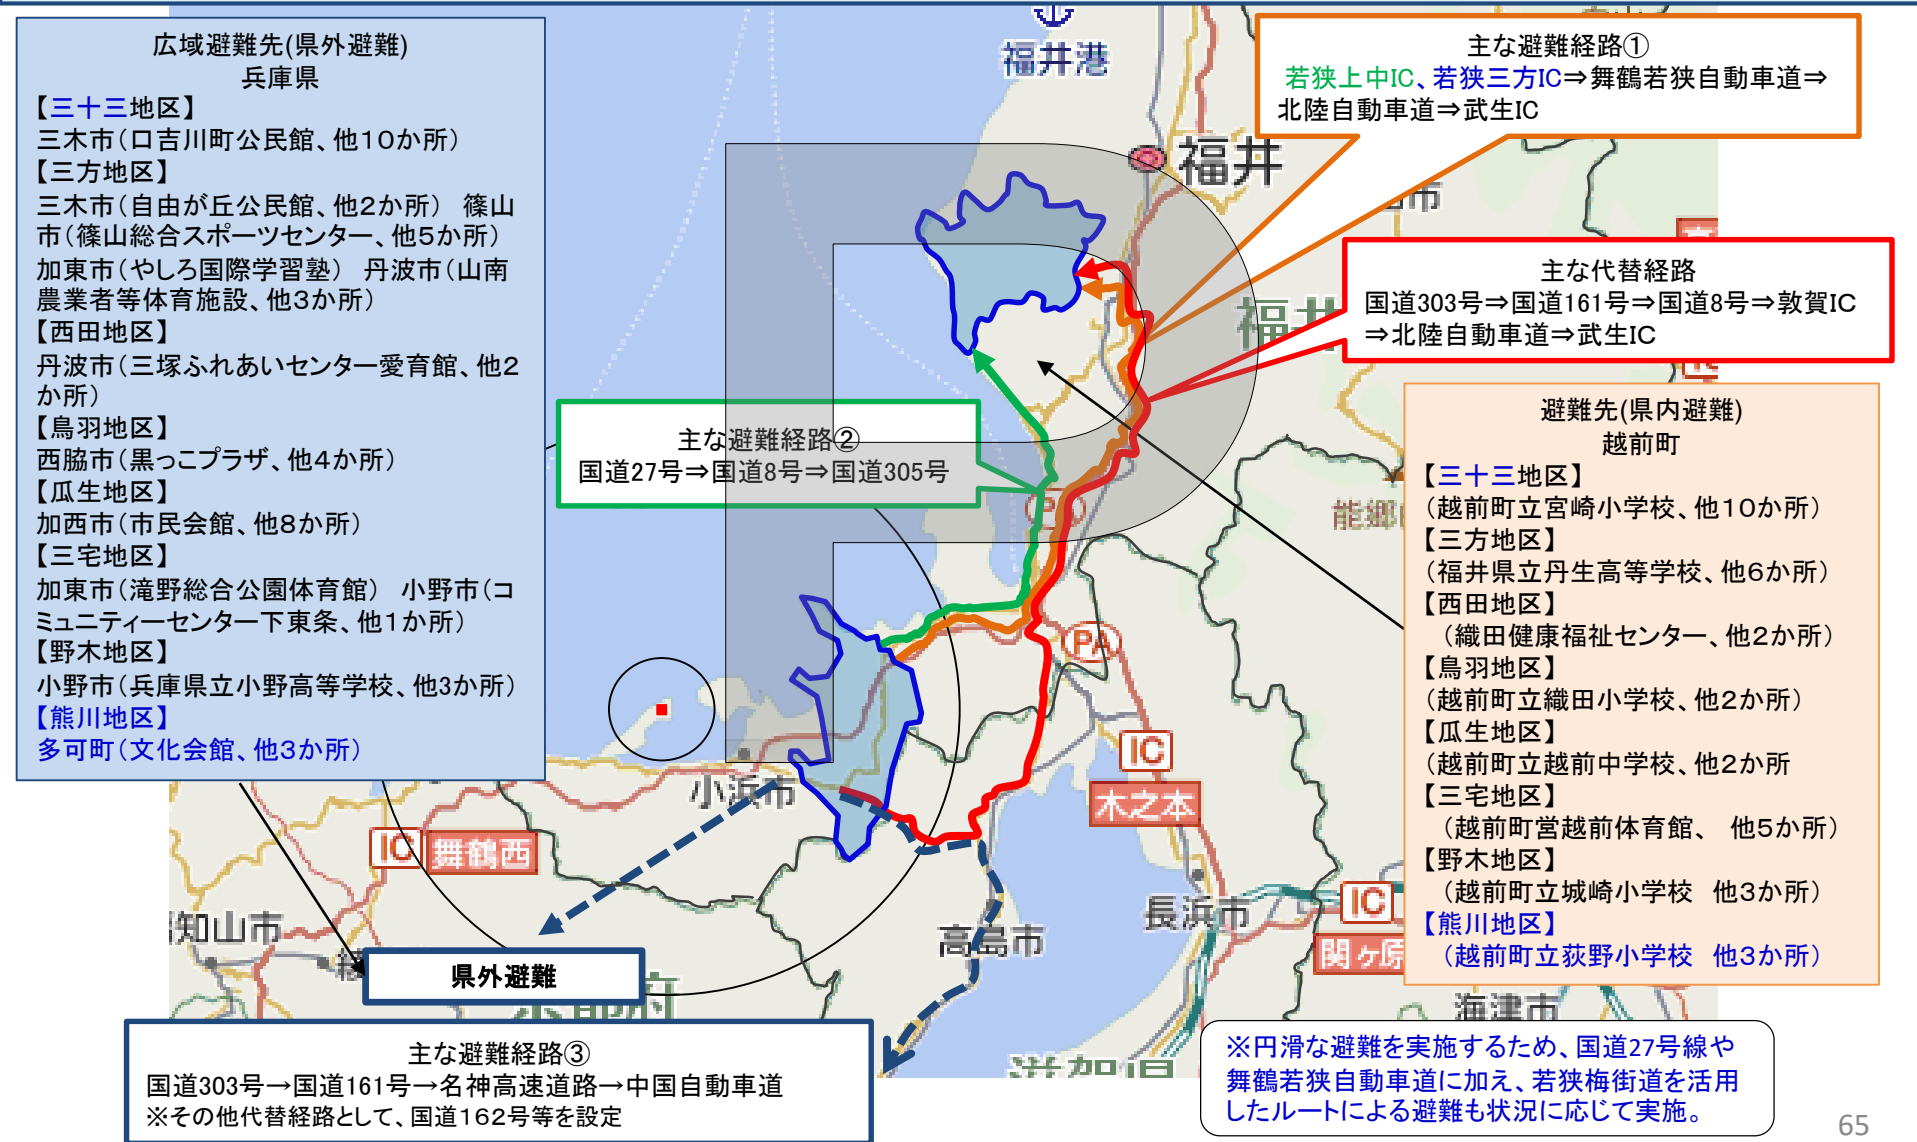 広域避難先(県外避難)
兵庫県
【三十三地区】
三木市(口吉川町公民館、他10か所)
【三方地区】
三木市(自由が丘公民館、他2か所) 篠山
市(篠山総合スポーツセンター、他5か所)
加東市(やしろ国際学習塾) 丹波市(山南
農業者等体育施設、他3か所)
【西田地区】
丹波市(三塚ふれあいセンター愛育館、他2
か所)
【鳥羽地区】
西脇市(黒っこプラザ、他4か所)
【瓜生地区】
加西市(市民会館、他8か所)
【三宅地区】
加東市(滝野総合公園体育館) 小野市(コ
ミュニティーセンター下東条、他1か所)
【野木地区】
小野市(兵庫県立小野高等学校、他3か所)
【熊川地区】
多可町(文化会館、他3か所)
福井港
福井
主な避難経路①
若狭上中IC、若狭三方IC⇒舞鶴若狭自動車道⇒
北陸自動車道⇒武生IC
市
主な代替経路
国道303号⇒国道161号⇒国道8号⇒敦賀IC
⇒北陸自動車道⇒武生IC
福井
主な避難経路②
国道27号⇒国道8号⇒国道305号
避難先(県内避難)
越前町
【三十三地区】
(越前町立宮崎小学校、他10か所)
【三方地区】
(福井県立丹生高等学校、他6か所)
【西田地区】
(織田健康福祉センター、他2か所)
【鳥羽地区】
(越前町立織田小学校、他2か所)
【瓜生地区】
(越前町立越前中学校、他2か所
【三宅地区】
(越前町営越前体育館、 他5か所)
【野木地区】
(越前町立城崎小学校 他3か所)
【熊川地区】
(越前町立荻野小学校 他3か所)
能郷
PA
IC
木之本
小浜市
IC
舞鶴西
長浜市
IC
関ヶ原
高島市
知山市
海津市
県外避難
京都府
滋賀県
主な避難経路③
国道303号→国道161号→名神高速道路→中国自動車道
※その他代替経路として、国道162号等を設定
※円滑な避難を実施するため、国道27号線や
舞鶴若狭自動車道に加え、若狭梅街道を活用
したルートによる避難も状況に応じて実施。
65